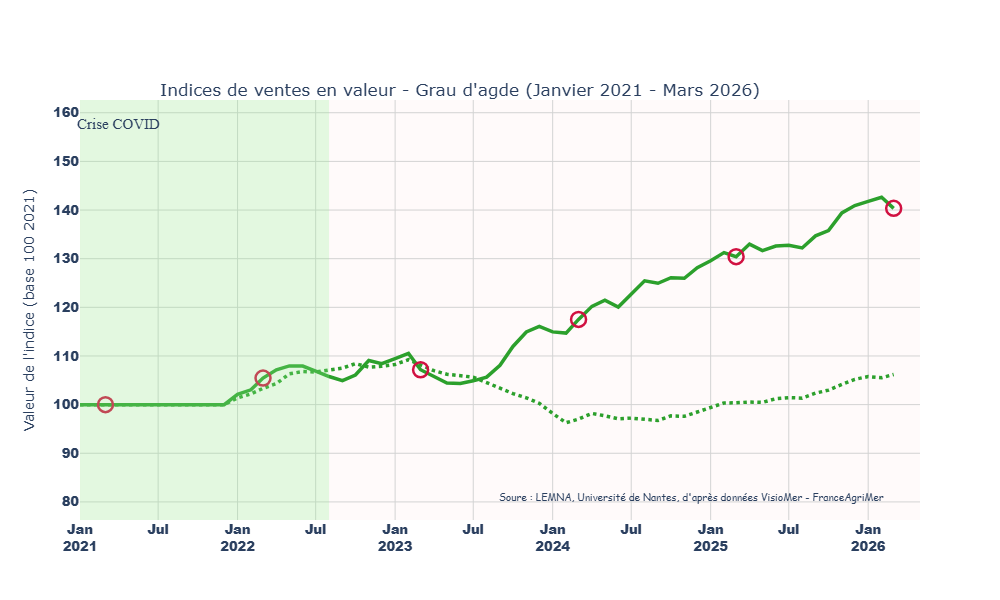 Indices de ventes en valeur - Grau d'agde (Janvier 2021 - Mars 2026)
Crise COVID
Valeur de l'indice (base 100 2021)
160
150
140
130
120
110
100
90
80
Soure : LEMNA, Université de Nantes, d'après données VisioMer - FranceAgriMer
Jan Jul Jan Jul Jan Jul Jan Jul Jan Jul Jan
2021 2022 2023 2024 2025 2026